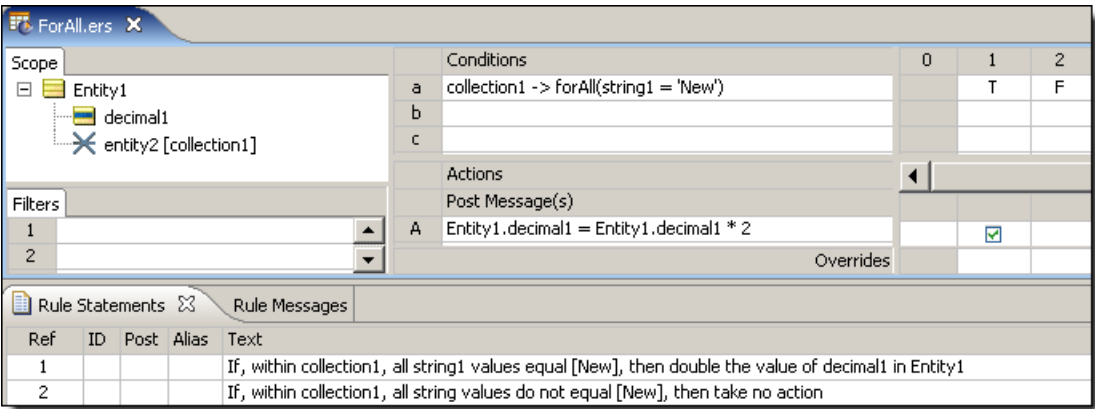 ForAll.ers
Scope
Conditions 0 1 2
Entity1
a collection1 -> forAll(string1 = 'New') T F
decimal1
b
entity2 [collection1]
c
Actions
Filters
Post Message(s)
1
A Entity1.decimal1 = Entity1.decimal1 * 2
2
Overrides
Rule Statements Rule Messages
Ref ID Post Alias Text
1 If, within collection1, all string1 values equal [New], then double the value of decimal1 in Entity1
2 If, within collection1, all string values do not equal [New], then take no action